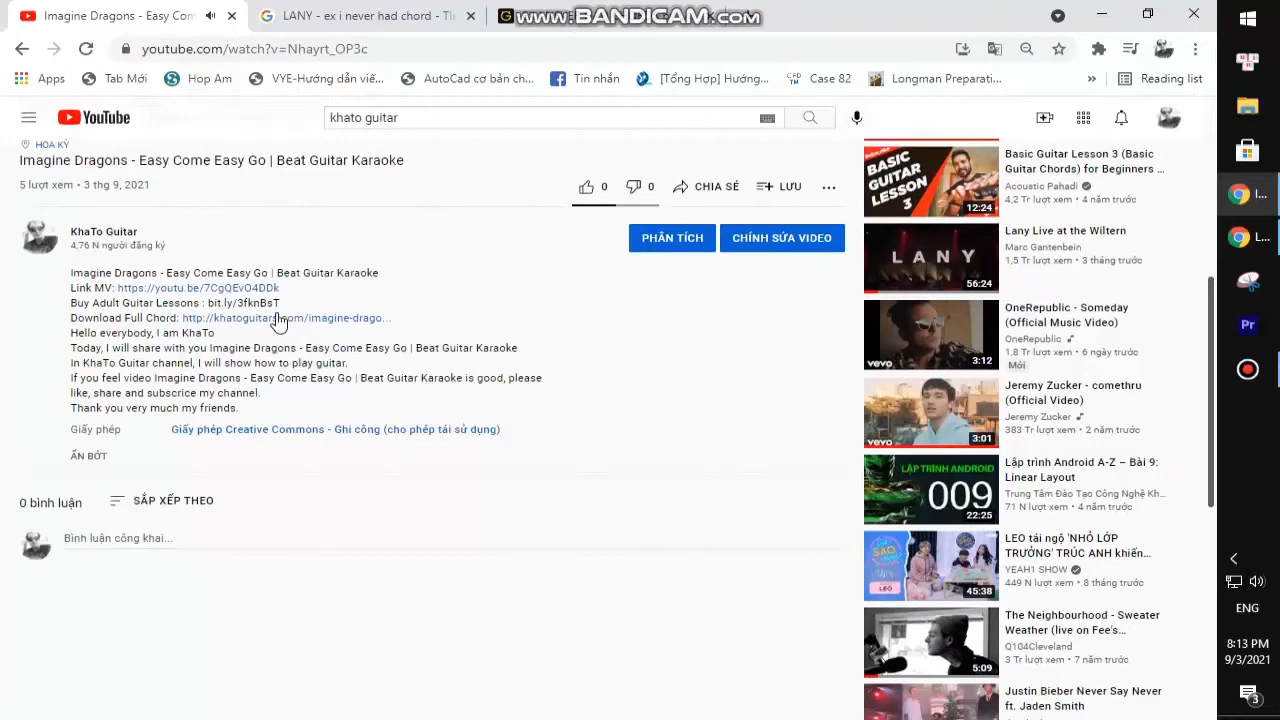 Imagine Dragons - Easy Com
LANY - ex i never had chord - Tl
www.BANDICAM.com
youtube.com/watch?v=Nhayrt_OP3c
Apps
Tab Mới
Hop Am
VYE-Hướng dẫn viế...
AutoCad cơ bản ch...
Tin nhắn
[Tổng Hợp] Hướng...
Case 82
Longman Preparati...
»
Reading list
YouTube
khato guitar
HOA KỲ
Imagine Dragons - Easy Come Easy Go | Beat Guitar Karaoke
5 lượt xem • 3 thg 9, 2021
0
0
CHIA SẺ
LƯU
KhaTo Guitar
4,76 N người đăng ký
PHÂN TÍCH
CHỈNH SỬA VIDEO
Imagine Dragons - Easy Come Easy Go | Beat Guitar Karaoke
Link MV: https://youtu.be/7CgQEvO4DDk
Buy Adult Guitar Lessons : bit.ly/3fknBsT
Download Full Chord: http://khatoguitar.com/imagine-drago...
Hello everybody, I am KhaTo
Today, I will share with you Imagine Dragons - Easy Come Easy Go | Beat Guitar Karaoke
In KhaTo Guitar channel, I will show how to play guitar.
If you feel video Imagine Dragons - Easy Come Easy Go | Beat Guitar Karaoke is good, please
like, share and subscrice my channel.
Thank you very much my friends.
Giấy phép
Giấy phép Creative Commons - Ghi công (cho phép tái sử dụng)
ẨN BỚT
0 bình luận
SẮP XẾP THEO
Bình luận công khai...
BASIC
GUITAR
LESSON
3
12:24
Basic Guitar Lesson 3 (Basic
Guitar Chords) for Beginners ...
Acoustic Pahadi
4,2 Tr lượt xem • 4 năm trước
LANY
56:24
Lany Live at the Wiltern
Marc Gantenbein
1,5 Tr lượt xem • 3 tháng trước
vevo
3:12
OneRepublic - Someday
(Official Music Video)
OneRepublic
1,8 Tr lượt xem • 6 ngày trước
Mới
vevo
3:01
Jeremy Zucker - comethru
(Official Video)
Jeremy Zucker
383 Tr lượt xem • 2 năm trước
LẬP TRÌNH ANDROID
009
22:25
Lập trình Android A-Z – Bài 9:
Linear Layout
Trung Tâm Đào Tạo Công Nghệ Kh...
71 N lượt xem • 4 năm trước
SAO
LEO
45:38
LEO tái ngộ 'NHỎ LỚP
TRƯỞNG' TRÚC ANH khiến...
YEAH1 SHOW
449 N lượt xem • 8 tháng trước
5:09
The Neighbourhood - Sweater
Weather (live on Fee's...
Q104Cleveland
3 Tr lượt xem • 7 năm trước
Justin Bieber Never Say Never
ft. Jaden Smith
I...
L...
Pr
ENG
8:13 PM
9/3/2021
3